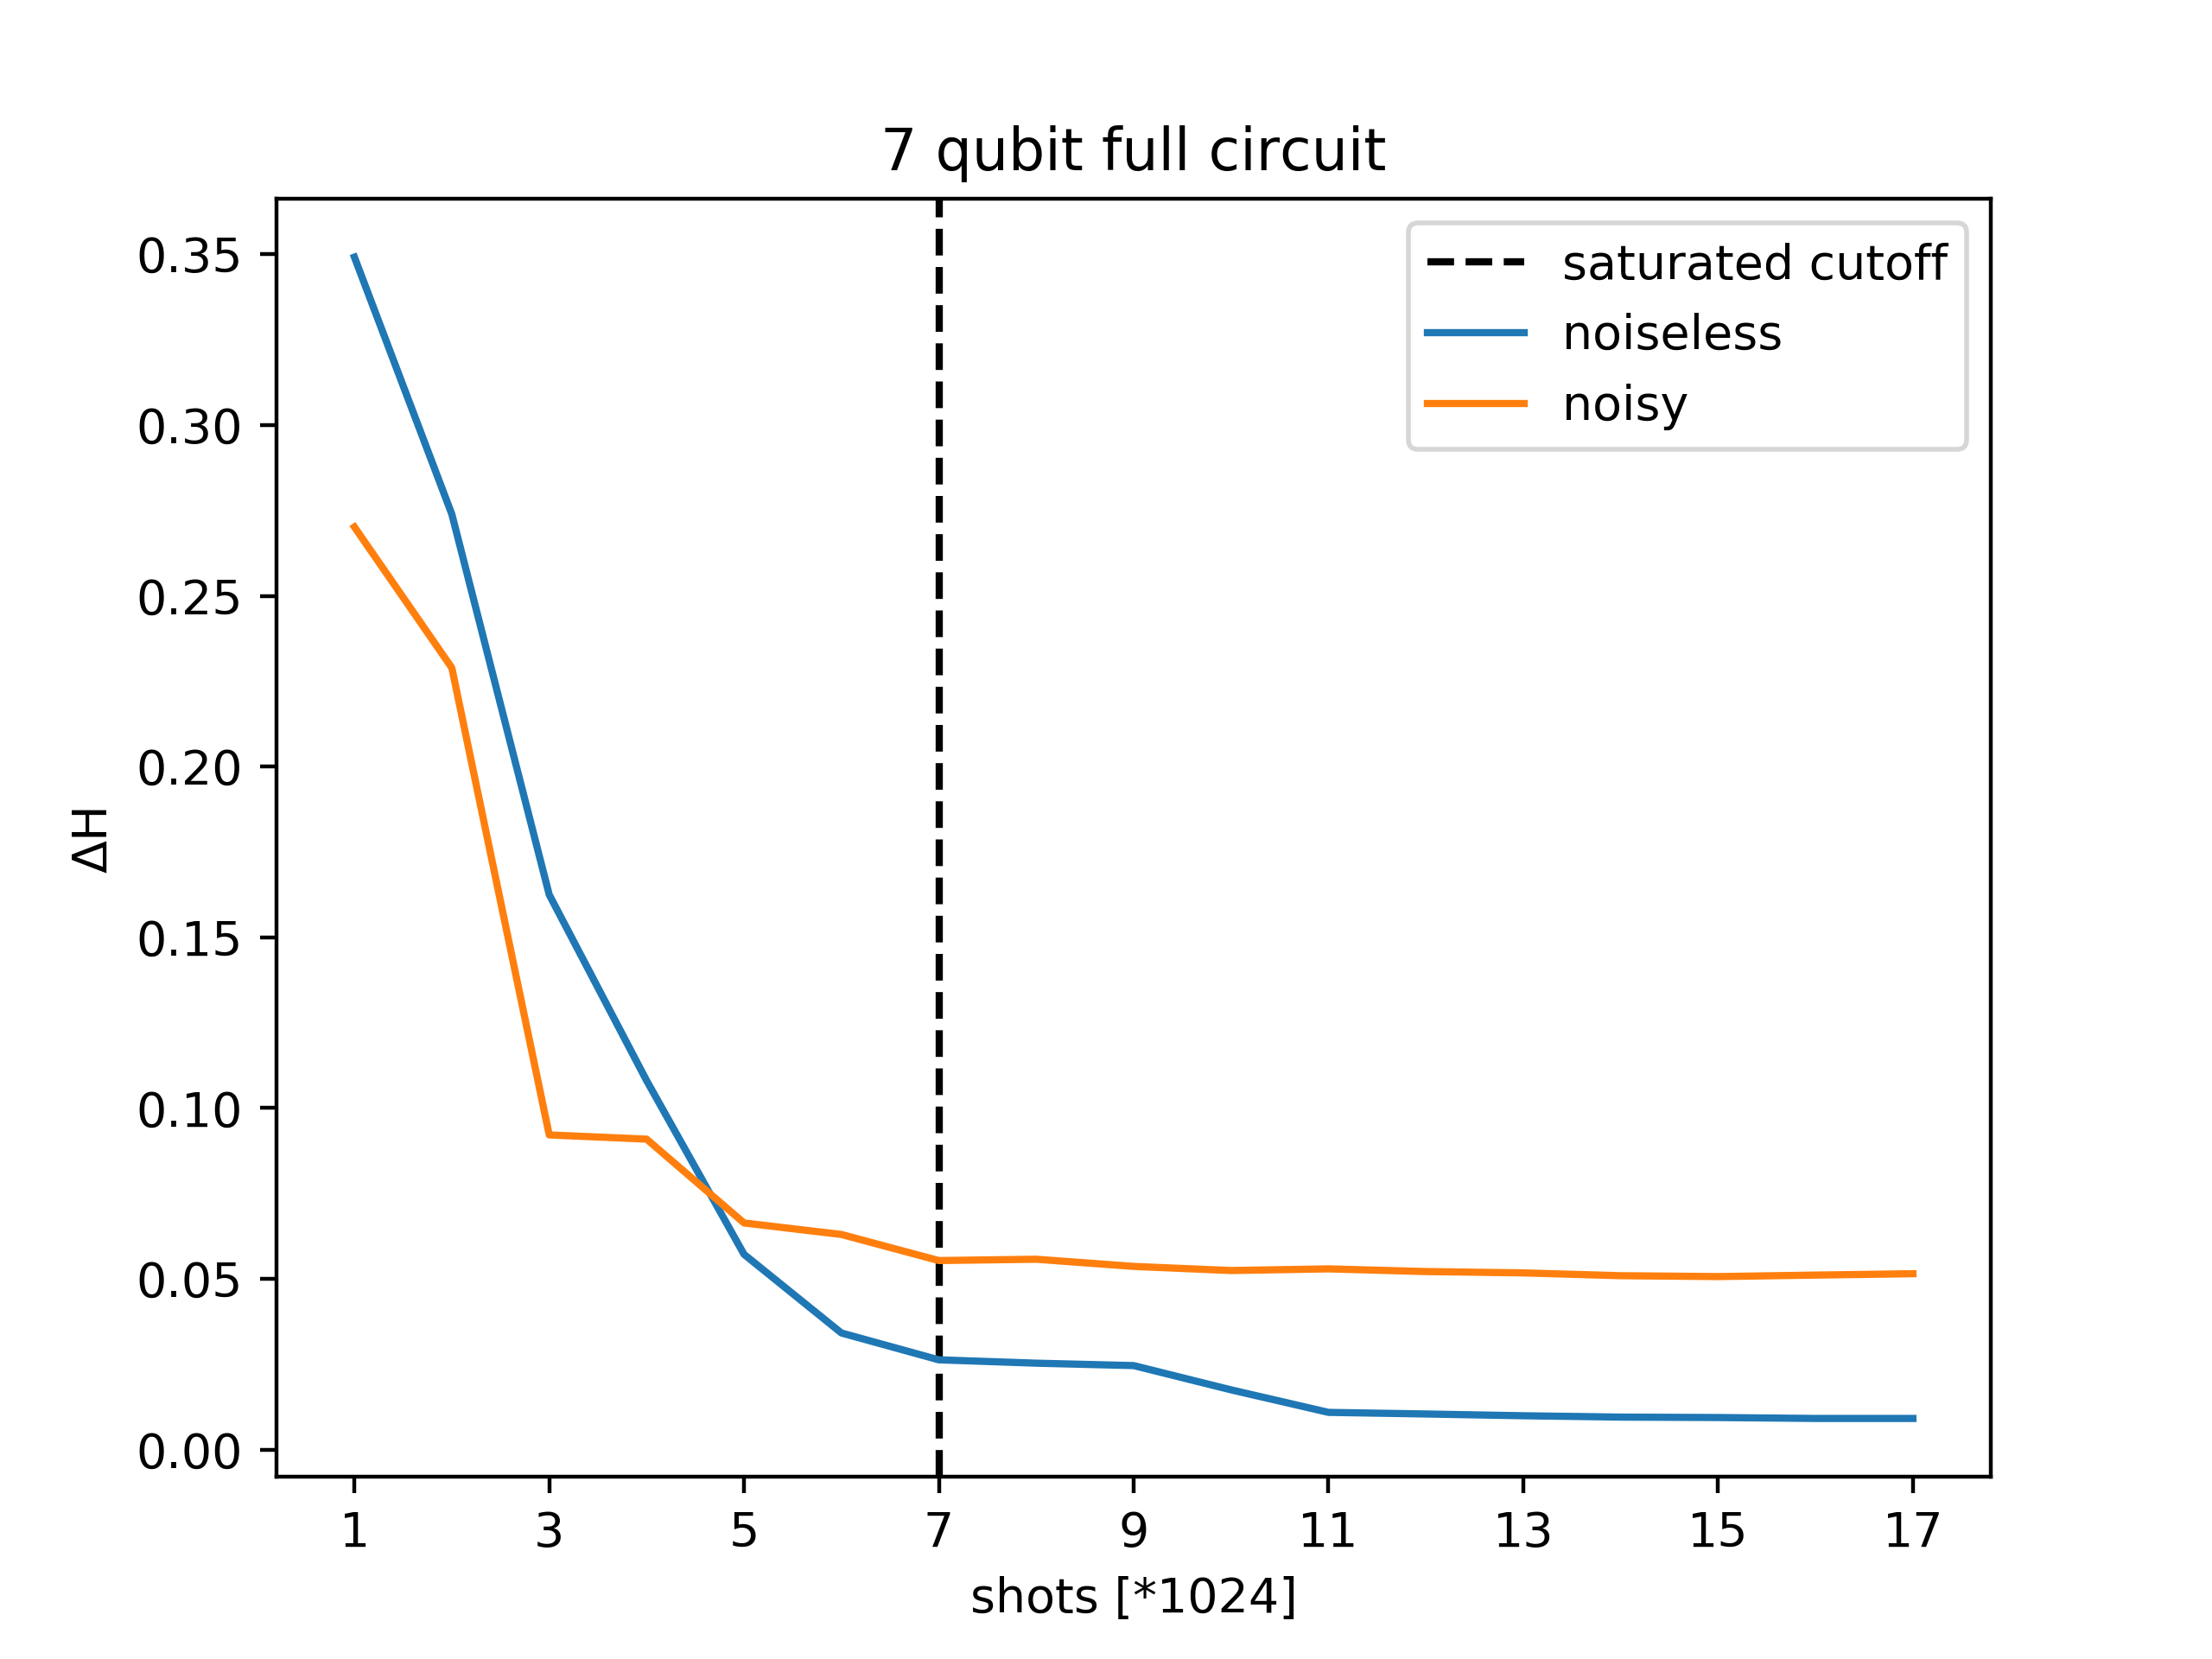 7 qubit full circuit
saturated cutoff
noiseless
noisy
0.35
0.30
0.25
0.20
0.15
0.10
0.05
0.00
ΔH
1 3 5 7 9 11 13 15 17
shots [*1024]